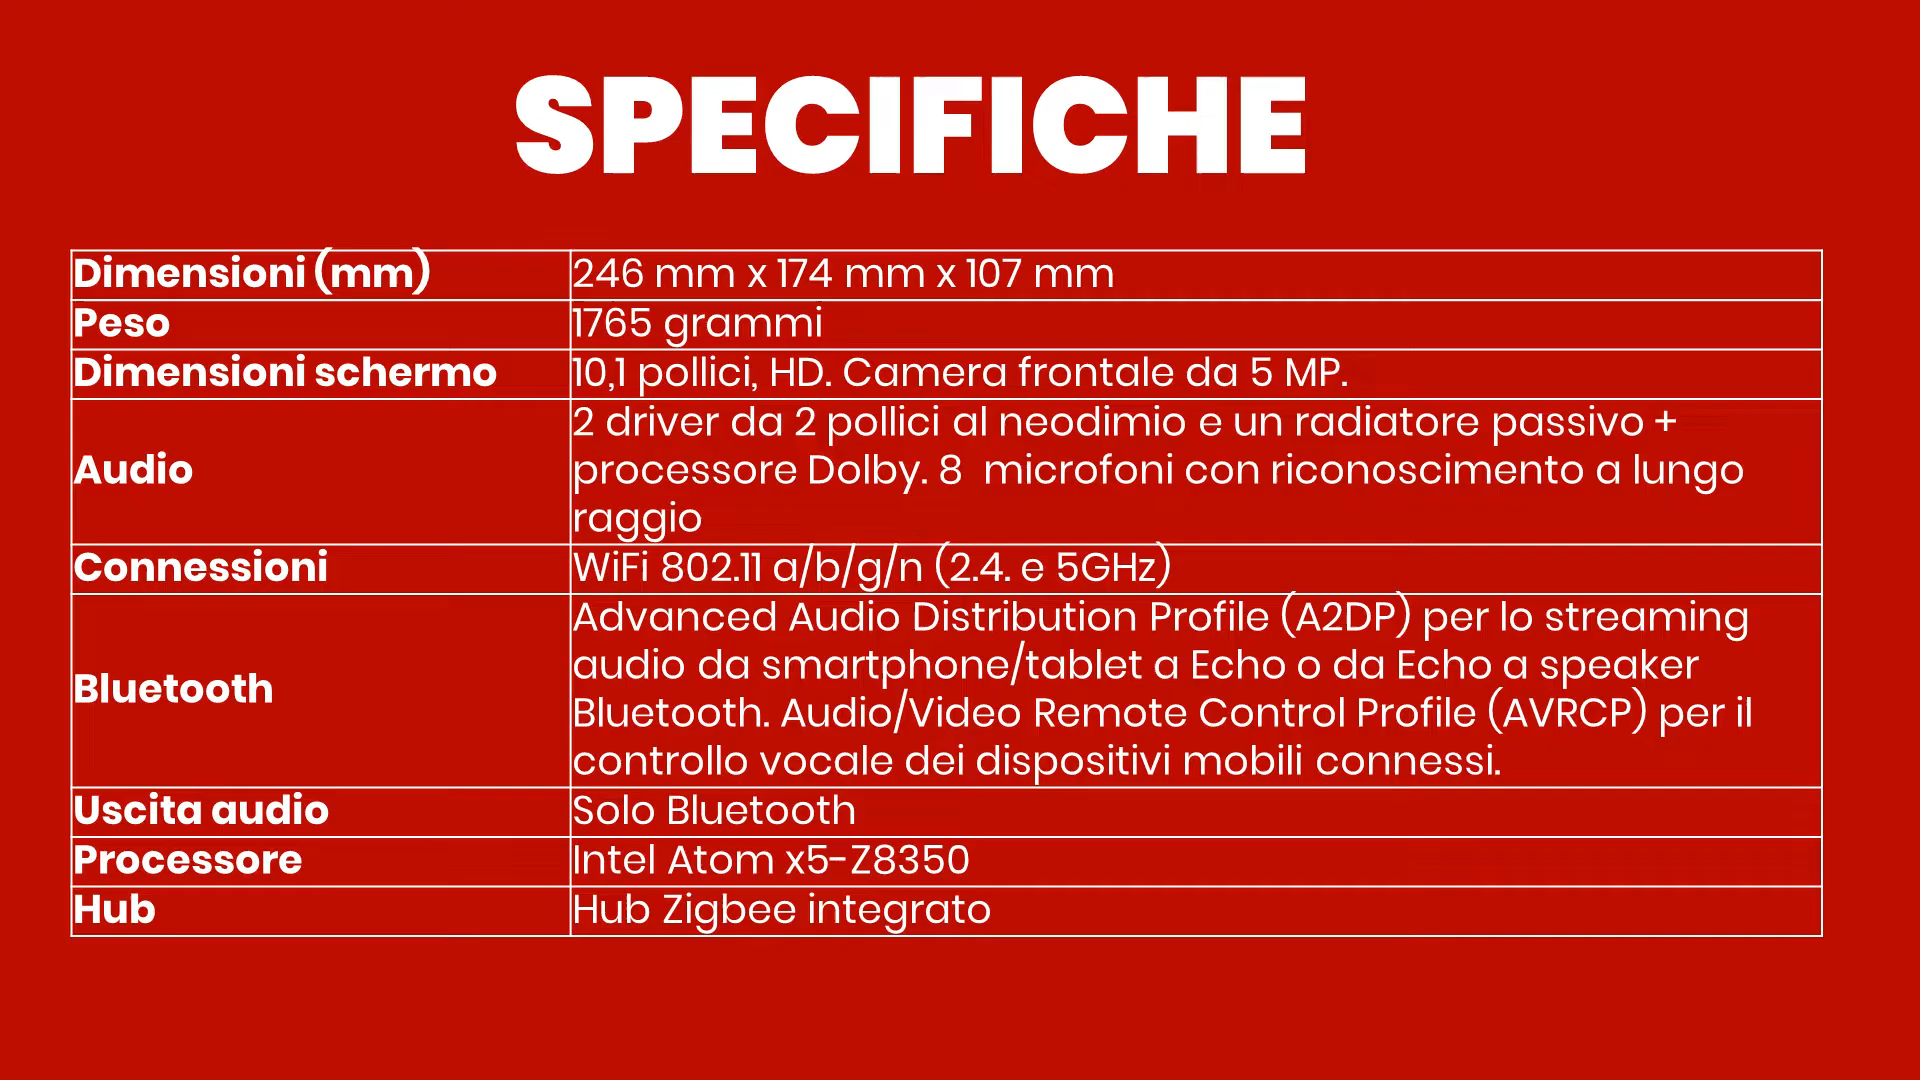 SPECIFICHE
Dimensioni (mm) 246 mm x 174 mm x 107 mm
Peso 1765 grammi
Dimensioni schermo 10,1 pollici, HD. Camera frontale da 5 MP.
Audio 2 driver da 2 pollici al neodimio e un radiatore passivo +
processore Dolby. 8  microfoni con riconoscimento a lungo
raggio
Connessioni WiFi 802.11 a/b/g/n (2.4. e 5GHz)
Bluetooth Advanced Audio Distribution Profile (A2DP) per lo streaming
audio da smartphone/tablet a Echo o da Echo a speaker
Bluetooth. Audio/Video Remote Control Profile (AVRCP) per il
controllo vocale dei dispositivi mobili connessi.
Uscita audio Solo Bluetooth
Processore Intel Atom x5-Z8350
Hub Hub Zigbee integrato